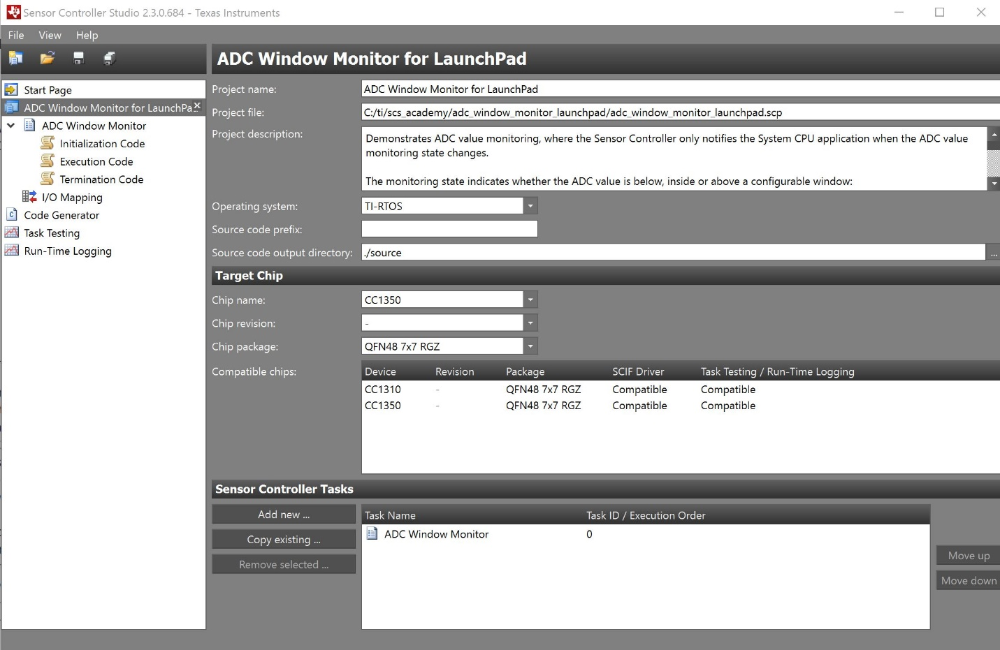 Sensor Controller Studio 2.3.0.684 - Texas Instruments
File View Help
ADC Window Monitor for LaunchPad
Start Page
ADC Window Monitor for LaunchPa...
ADC Window Monitor
Initialization Code
Execution Code
Termination Code
I/O Mapping
Code Generator
Task Testing
Run-Time Logging
Project name: ADC Window Monitor for LaunchPad
Project file: C:/ti/scs_academy/adc_window_monitor_launchpad/adc_window_monitor_launchpad.scp
Project description: Demonstrates ADC value monitoring, where the Sensor Controller only notifies the System CPU application when the ADC value
monitoring state changes.
The monitoring state indicates whether the ADC value is below, inside or above a configurable window:
Operating system: TI-RTOS
Source code prefix:
Source code output directory: ./source ...
Target Chip
Chip name: CC1350
Chip revision: -
Chip package: QFN48 7x7 RGZ
Compatible chips: Device Revision Package SCIF Driver Task Testing / Run-Time Logging
CC1310 - QFN48 7x7 RGZ Compatible Compatible
CC1350 - QFN48 7x7 RGZ Compatible Compatible
Sensor Controller Tasks
Add new ...
Copy existing ...
Remove selected ...
Task Name Task ID / Execution Order
ADC Window Monitor 0
Move up
Move down